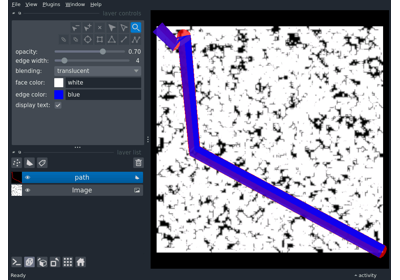 File View Plugins Window Help
layer controls
opacity: 0.70
edge width: 4
blending: translucent
face color: white
edge color: blue
display text:
layer list
path
Image
Ready
activity